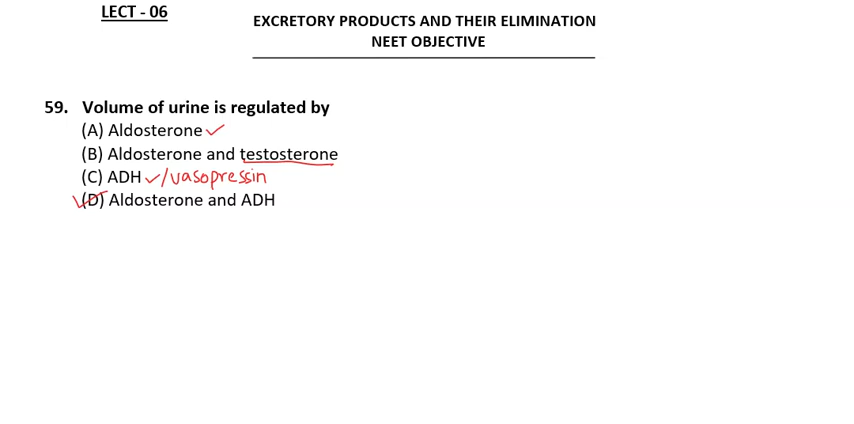 LECT - 06
EXCRETORY PRODUCTS AND THEIR ELIMINATION
NEET OBJECTIVE
59. Volume of urine is regulated by
(A) Aldosterone
(B) Aldosterone and testosterone
(C) ADH /vasopressin
(D) Aldosterone and ADH